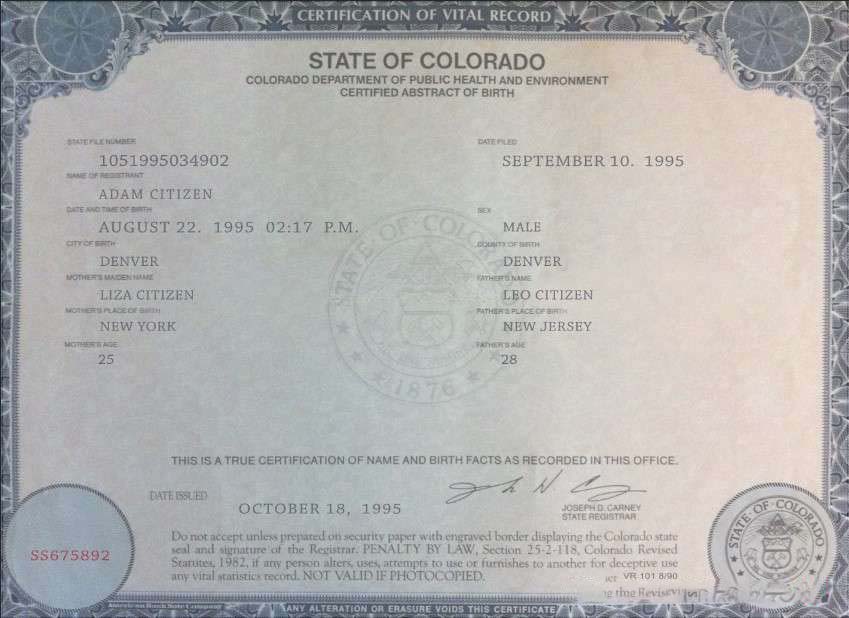 CERTIFICATION OF VITAL RECORD
STATE OF COLORADO
COLORADO DEPARTMENT OF PUBLIC HEALTH AND ENVIRONMENT
CERTIFIED ABSTRACT OF BIRTH
STATE FILE NUMBER DATE FILED
1051995034902 SEPTEMBER 10. 1995
NAME OF REGISTRANT
ADAM CITIZEN
DATE AND TIME OF BIRTH SEX
AUGUST 22. 1995 02:17 P.M. MALE
CITY OF BIRTH COUNTY OF BIRTH
DENVER DENVER
MOTHER'S MAIDEN NAME FATHER'S NAME
LIZA CITIZEN LEO CITIZEN
MOTHER'S PLACE OF BIRTH FATHER'S PLACE OF BIRTH
NEW YORK NEW JERSEY
MOTHER'S AGE FATHER'S AGE
25 28
STATE OF COLORADO
1876
THIS IS A TRUE CERTIFICATION OF NAME AND BIRTH FACTS AS RECORDED IN THIS OFFICE.
DATE ISSUED
OCTOBER 18, 1995
JOSEPH D. CARNEY
STATE REGISTRAR
SS675892
Do not accept unless prepated on security paper with engraved border displaying the Colorado state
seal and signature of the Registrar. PENALTY BY LAW, Section 25-2-118, Colorado Revised
Statutes, 1982, if any person alters, uses, attempts to use or furnishes to another for deceptive use
any vital statistics record. NOT VALID IF PHOTOCOPIED.
VR 101 8/90
STATE OF COLORADO
1876
American Bank Note Company
ANY ALTERATION OR ERASURE VOIDS THIS CERTIFICATE